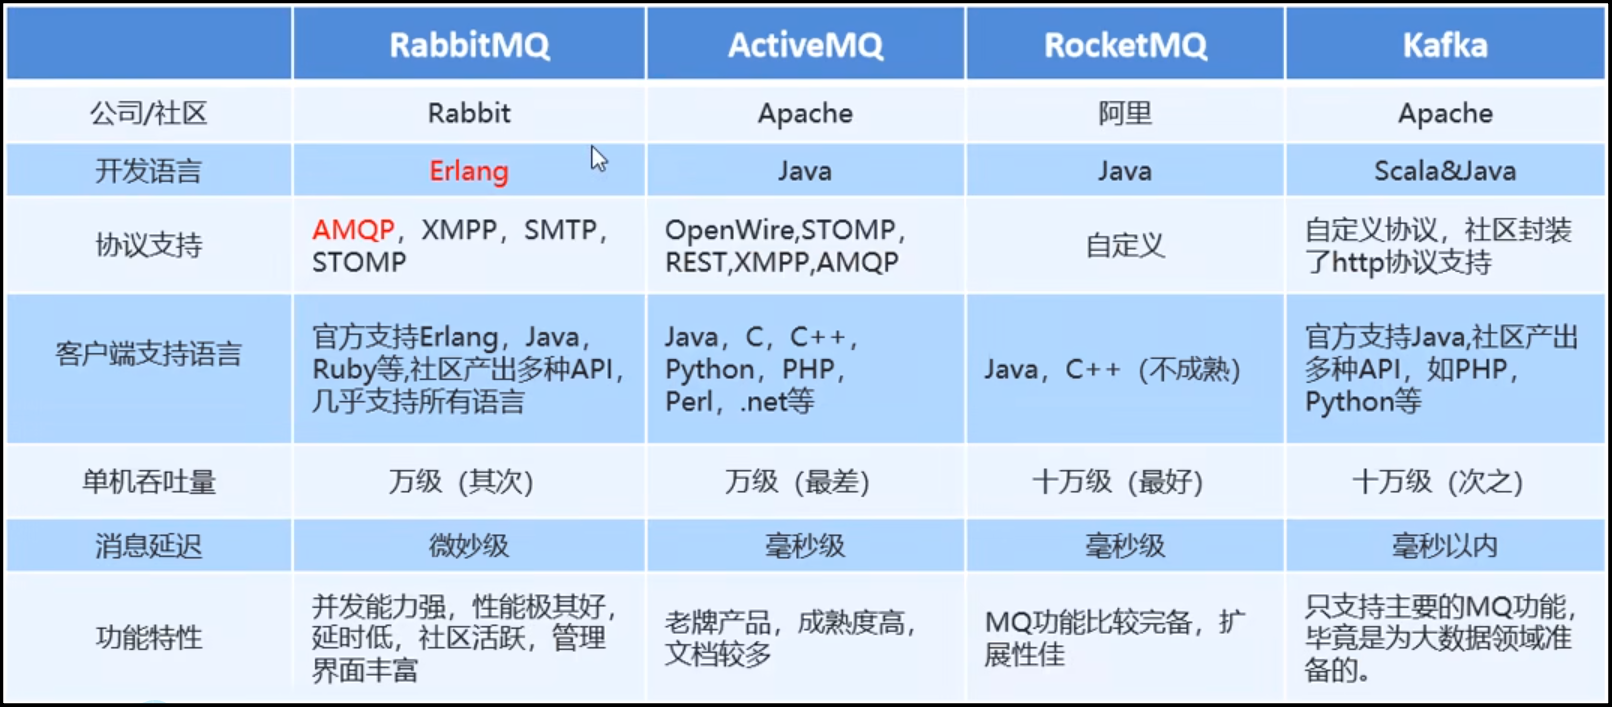 RabbitMQ ActiveMQ RocketMQ Kafka
公司/社区 Rabbit Apache 阿里 Apache
开发语言 Erlang Java Java Scala&Java
协议支持
AMQP，XMPP，SMTP，
STOMP
OpenWire,STOMP，
REST,XMPP,AMQP
自定义
自定义协议，社区封装
了http协议支持
客户端支持语言
官方支持Erlang，Java，
Ruby等,社区产出多种API，
几乎支持所有语言
Java，C，C++，
Python，PHP，
Perl，.net等
Java，C++（不成熟）
官方支持Java,社区产出
多种API，如PHP，
Python等
单机吞吐量 万级（其次） 万级（最差） 十万级（最好） 十万级（次之）
消息延迟 微妙级 毫秒级 毫秒级 毫秒以内
功能特性
并发能力强，性能极其好，
延时低，社区活跃，管理
界面丰富
老牌产品，成熟度高，
文档较多
MQ功能比较完备，扩
展性佳
只支持主要的MQ功能，
毕竟是为大数据领域准
备的。